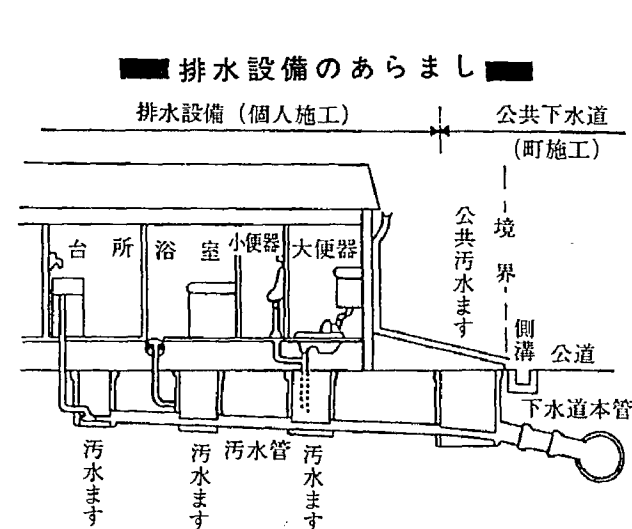 排水設備のあらまし
排水設備（個人施工）
公共下水道
（町施工）
台所
浴室
小便器
大便器
公共汚水ます
境界
側溝
公道
下水道本管
汚水ます
汚水ます
汚水管
汚水ます